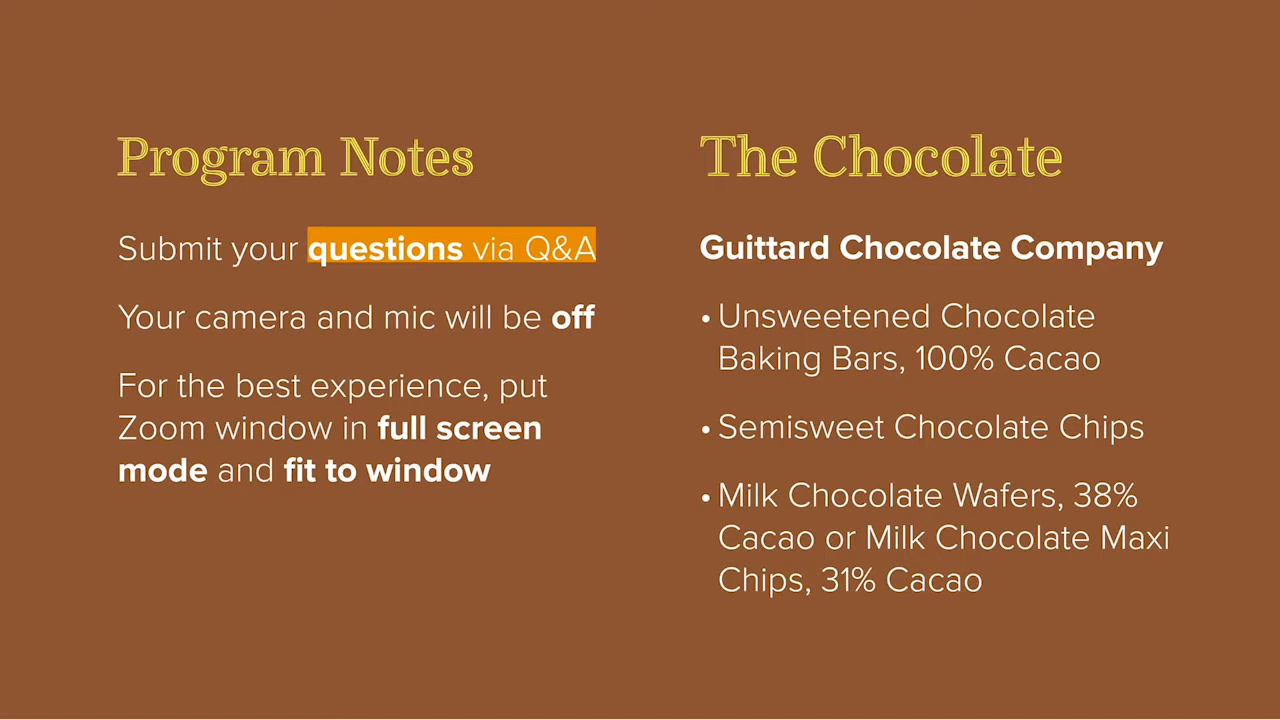 Program Notes
Submit your questions via Q&A
Your camera and mic will be off
For the best experience, put
Zoom window in full screen
mode and fit to window
The Chocolate
Guittard Chocolate Company
• Unsweetened Chocolate
Baking Bars, 100% Cacao
• Semisweet Chocolate Chips
• Milk Chocolate Wafers, 38%
Cacao or Milk Chocolate Maxi
Chips, 31% Cacao